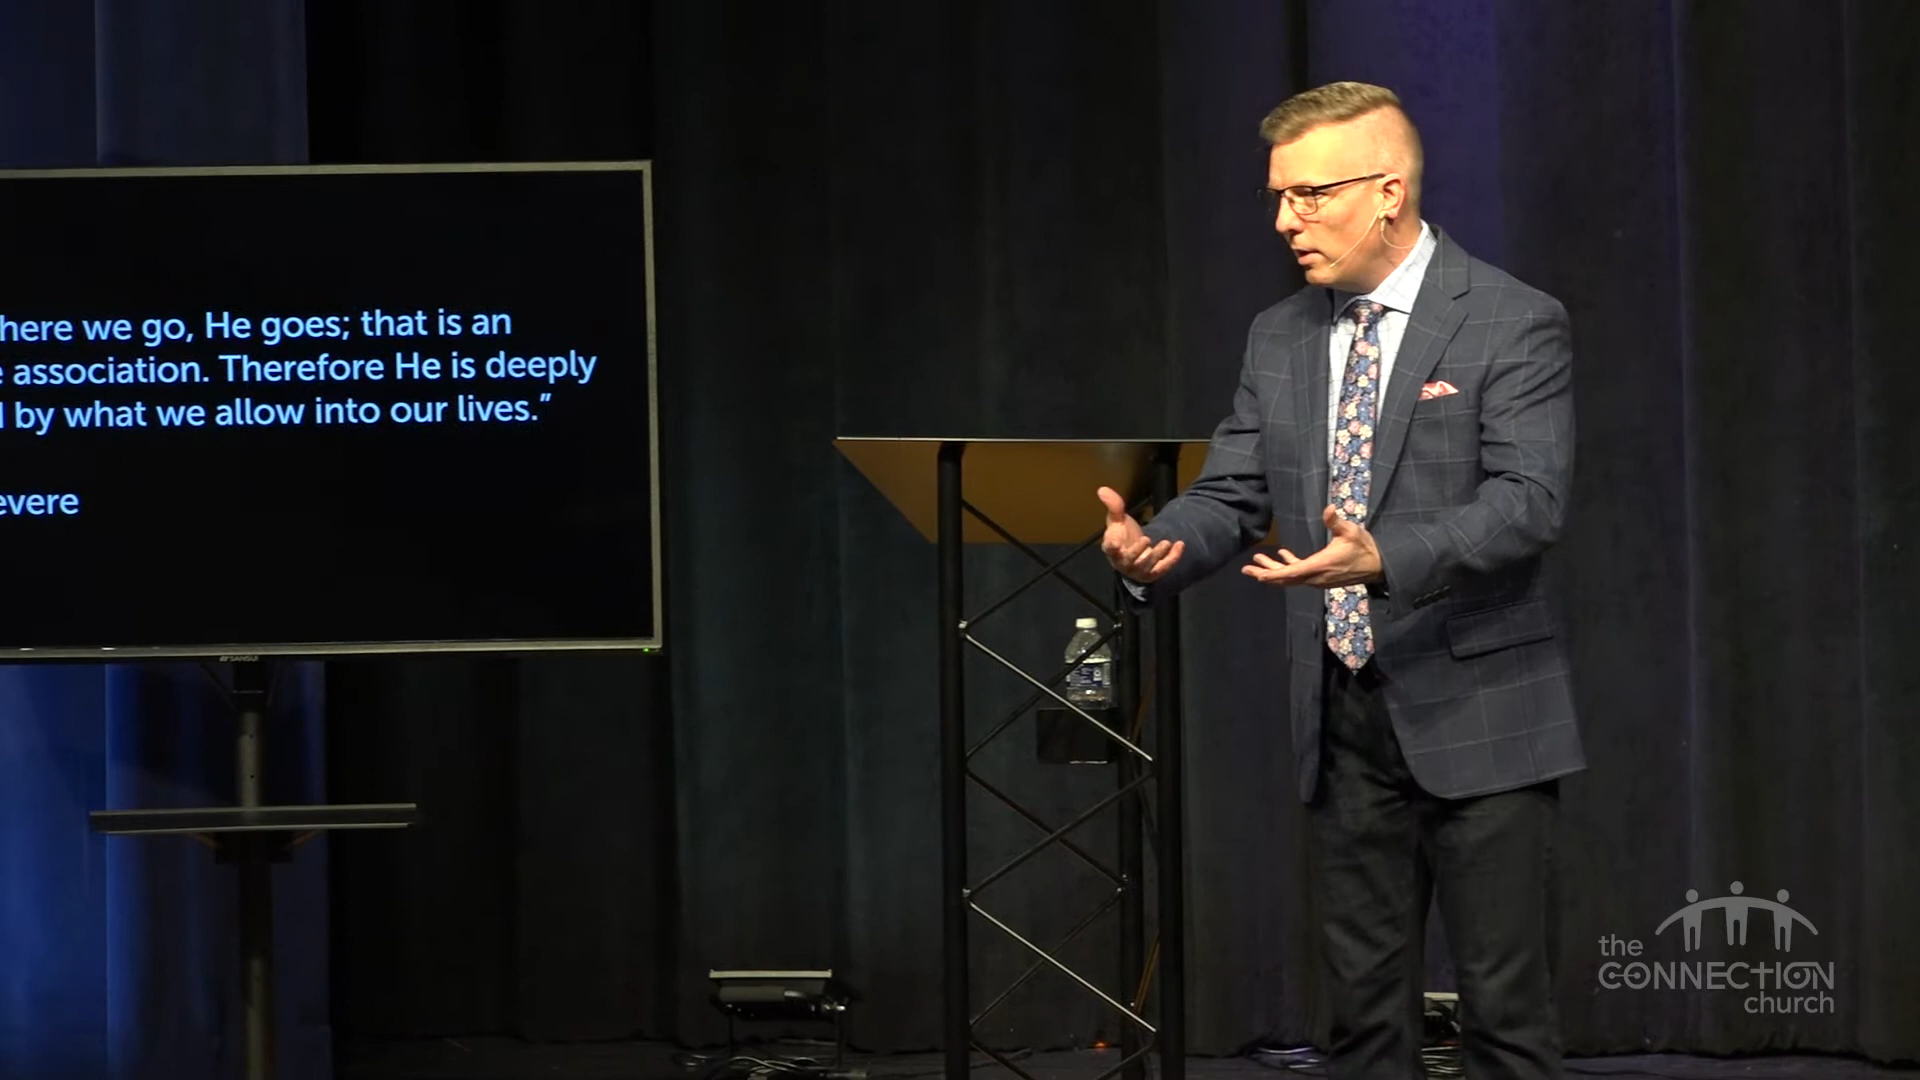 here we go, He goes; that is an
association. Therefore He is deeply
by what we allow into our lives."
evere
SANSUI
the
CONNECTION
church